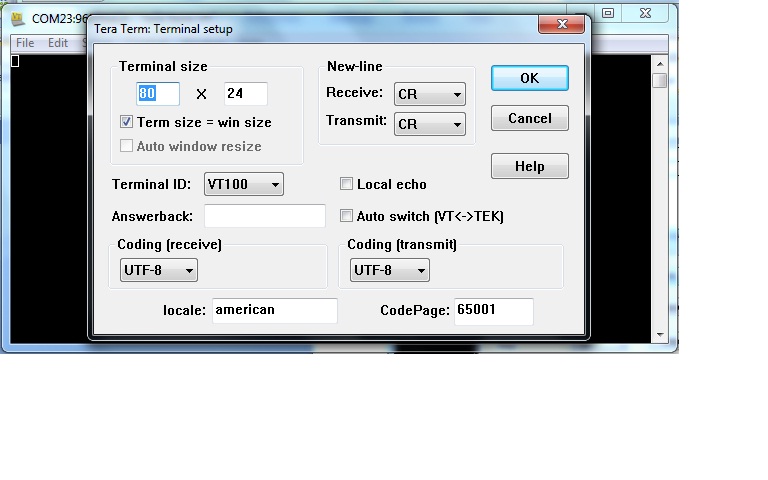 COM23:96
Tera Term: Terminal setup
File Edit S
Terminal size
80 X 24
Term size = win size
Auto window resize
New-line
Receive: CR
Transmit: CR
OK
Cancel
Help
Terminal ID: VT100
Local echo
Answerback:
Auto switch (VT<->TEK)
Coding (receive)
UTF-8
Coding (transmit)
UTF-8
locale: american
CodePage: 65001